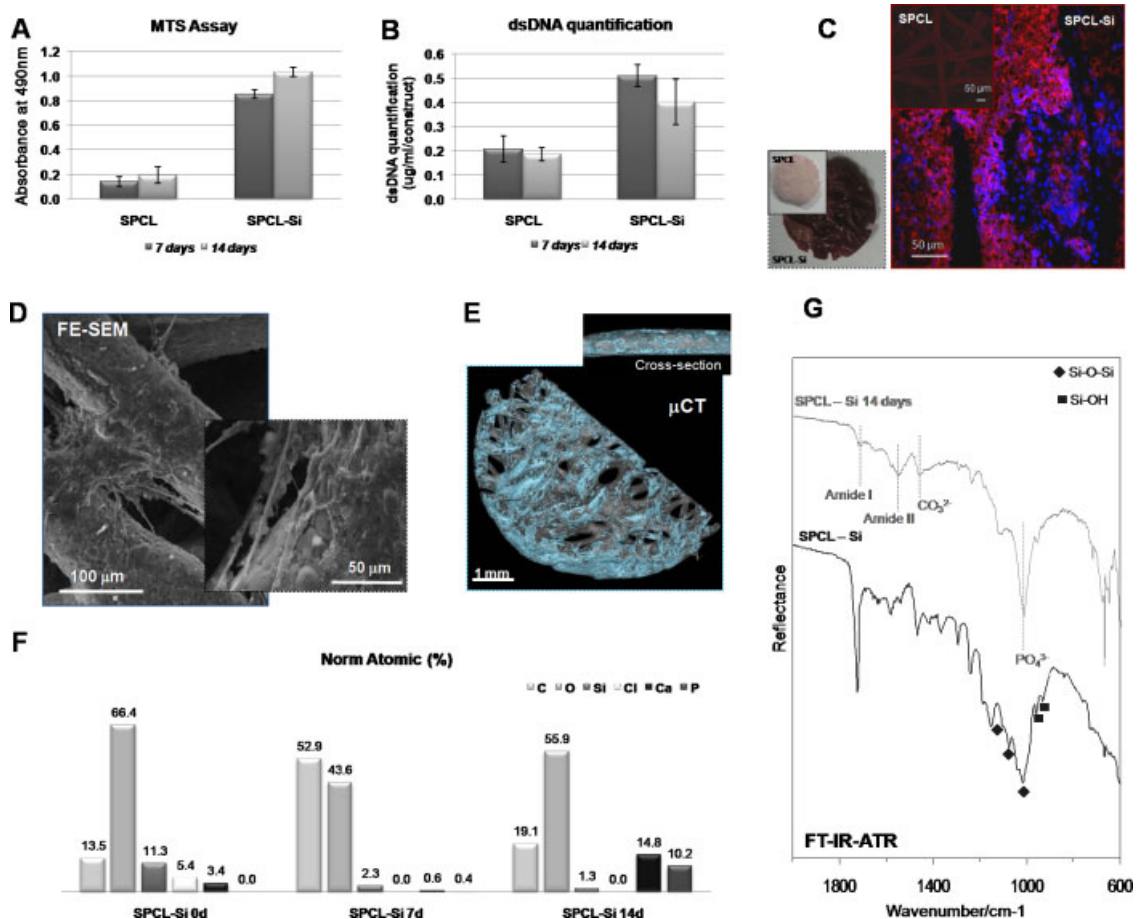 A
MTS Assay
Absorbance at 490nm
1.2
1.0
0.8
0.6
0.4
0.2
0.0
SPCL
SPCL-Si
7 days
14 days
B
dsDNA quantification
dsDNA quantification
(ug/ml/construct)
0.6
0.5
0.4
0.3
0.2
0.1
0.0
SPCL
SPCL-Si
7 days
14 days
C
SPCL
SPCL-Si
SPCL
SPCL-Si
50 µm
50 µm
D
FE-SEM
100 µm
50 µm
E
Cross-section
µCT
1 mm
F
Norm Atomic (%)
C O Si Cl Ca P
13.5 66.4 11.3 5.4 3.4 0.0
52.9 43.6 2.3 0.0 0.6 0.4
19.1 55.9 1.3 0.0 14.8 10.2
SPCL-Si 0d
SPCL-Si 7d
SPCL-Si 14d
G
Si-O-Si
Si-OH
SPCL – Si 14 days
Amide I
Amide II
CO₃²⁻
SPCL – Si
PO₄³⁻
Reflectance
FT-IR-ATR
1800 1400 1000 600
Wavenumber/cm-1